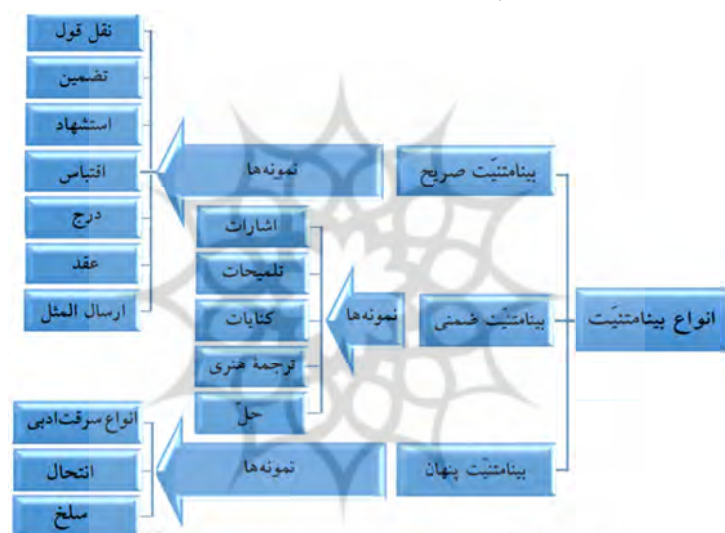 انواع بینامتنیّت
بینامتنیّت صریح
نمونه‌ها
نقل قول
تضمین
استشهاد
اقتباس
درج
عقد
ارسال المثل
بینامتنیّت ضمنی
نمونه‌ها
اشارات
تلمیحات
کنایات
ترجمهٔ هنری
حلّ
بینامتنیّت پنهان
نمونه‌ها
انواع سرقت‌ادبی
انتحال
سلخ